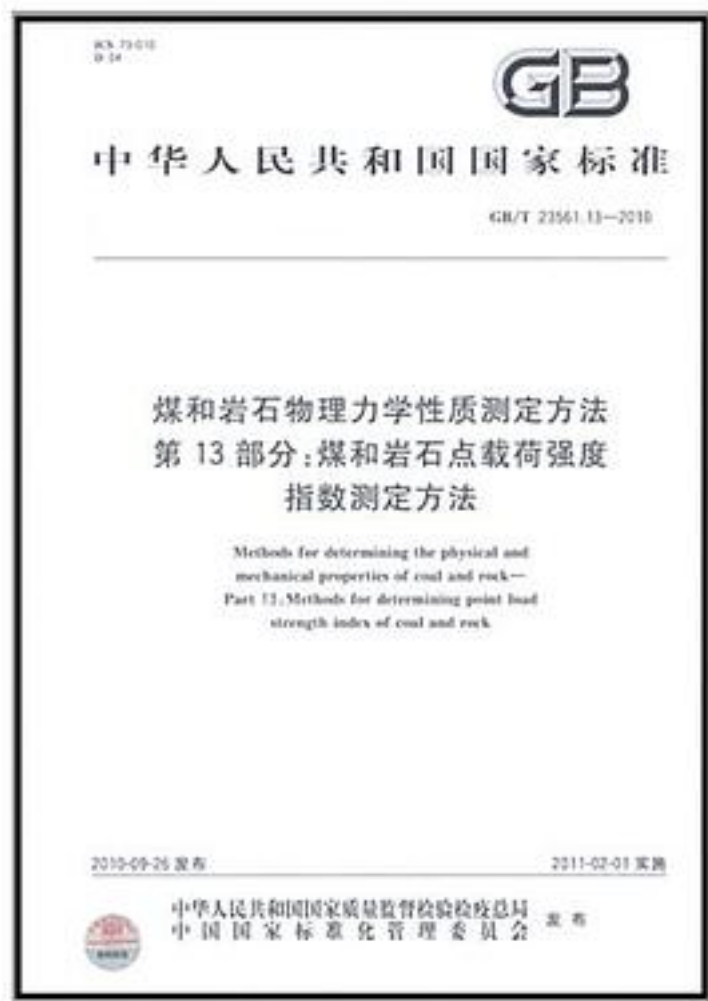 ICS 73.010
D 04
GB
中华人民共和国国家标准
GB/T 23561.13—2010
煤和岩石物理力学性质测定方法
第 13 部分:煤和岩石点载荷强度
指数测定方法
Methods for determining the physical and
mechanical properties of coal and rock—
Part 13:Methods for determining point load
strength index of coal and rock
2010-09-26 发布
2011-02-01 实施
中华人民共和国国家质量监督检验检疫总局
中国国家标准化管理委员会
发布